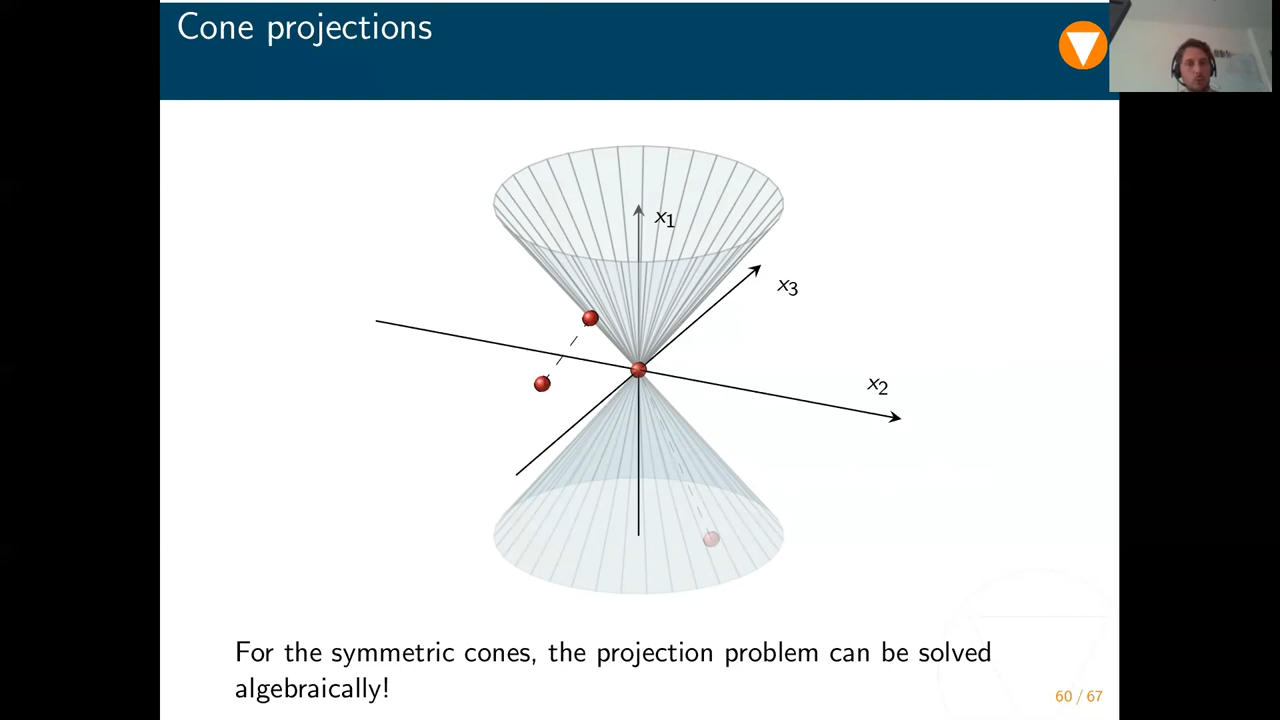 Cone projections
x1
x3
x2
For the symmetric cones, the projection problem can be solved
algebraically!
60 / 67